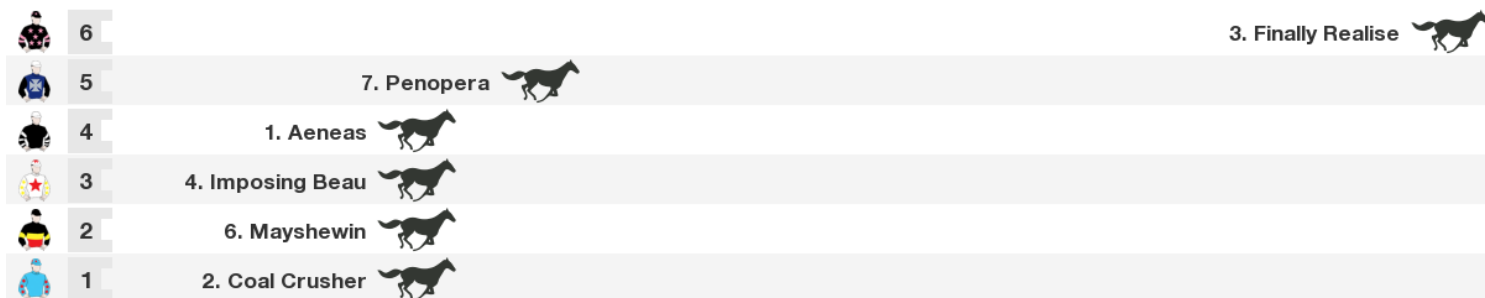 6 3. Finally Realise
5 7. Penopera
4 1. Aeneas
3 4. Imposing Beau
2 6. Mayshewin
1 2. Coal Crusher